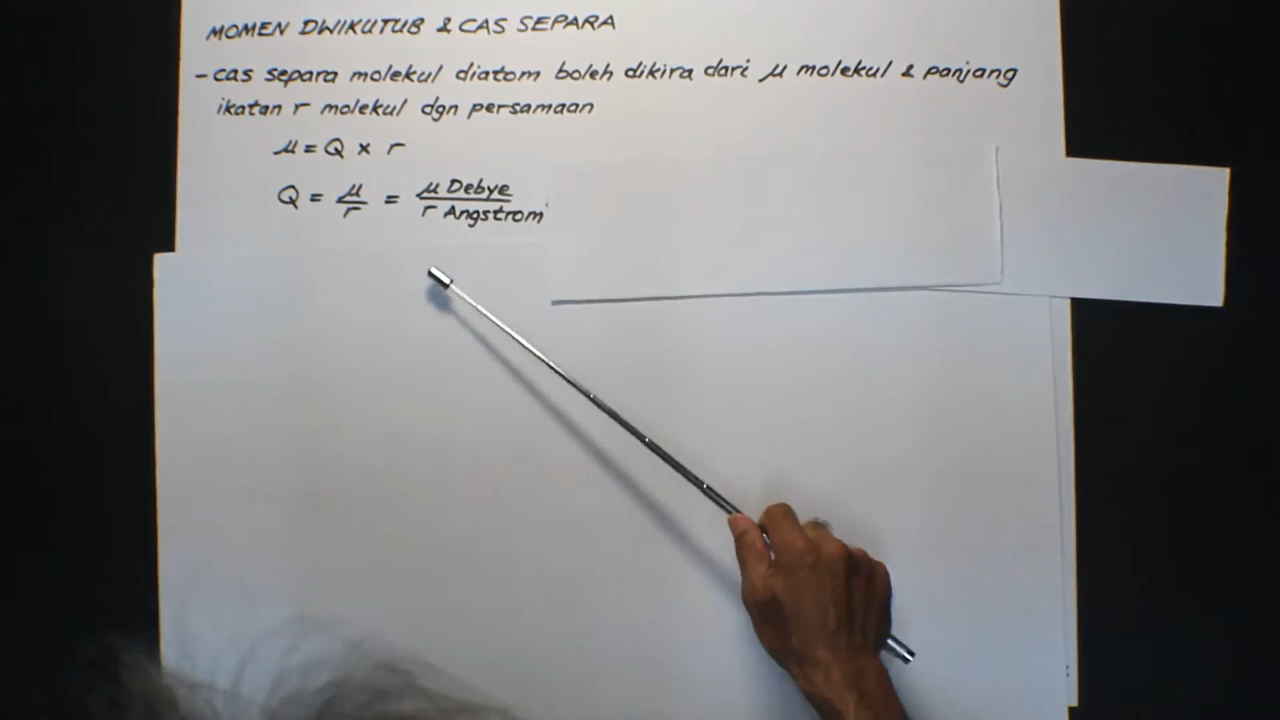 MOMEN DWIKUTUB & CAS SEPARA
- cas separa molekul diatom boleh dikira dari μ molekul & panjang
ikatan r molekul dgn persamaan
μ = Q × r
Q = μ/r = μ Debye / r Angstrom